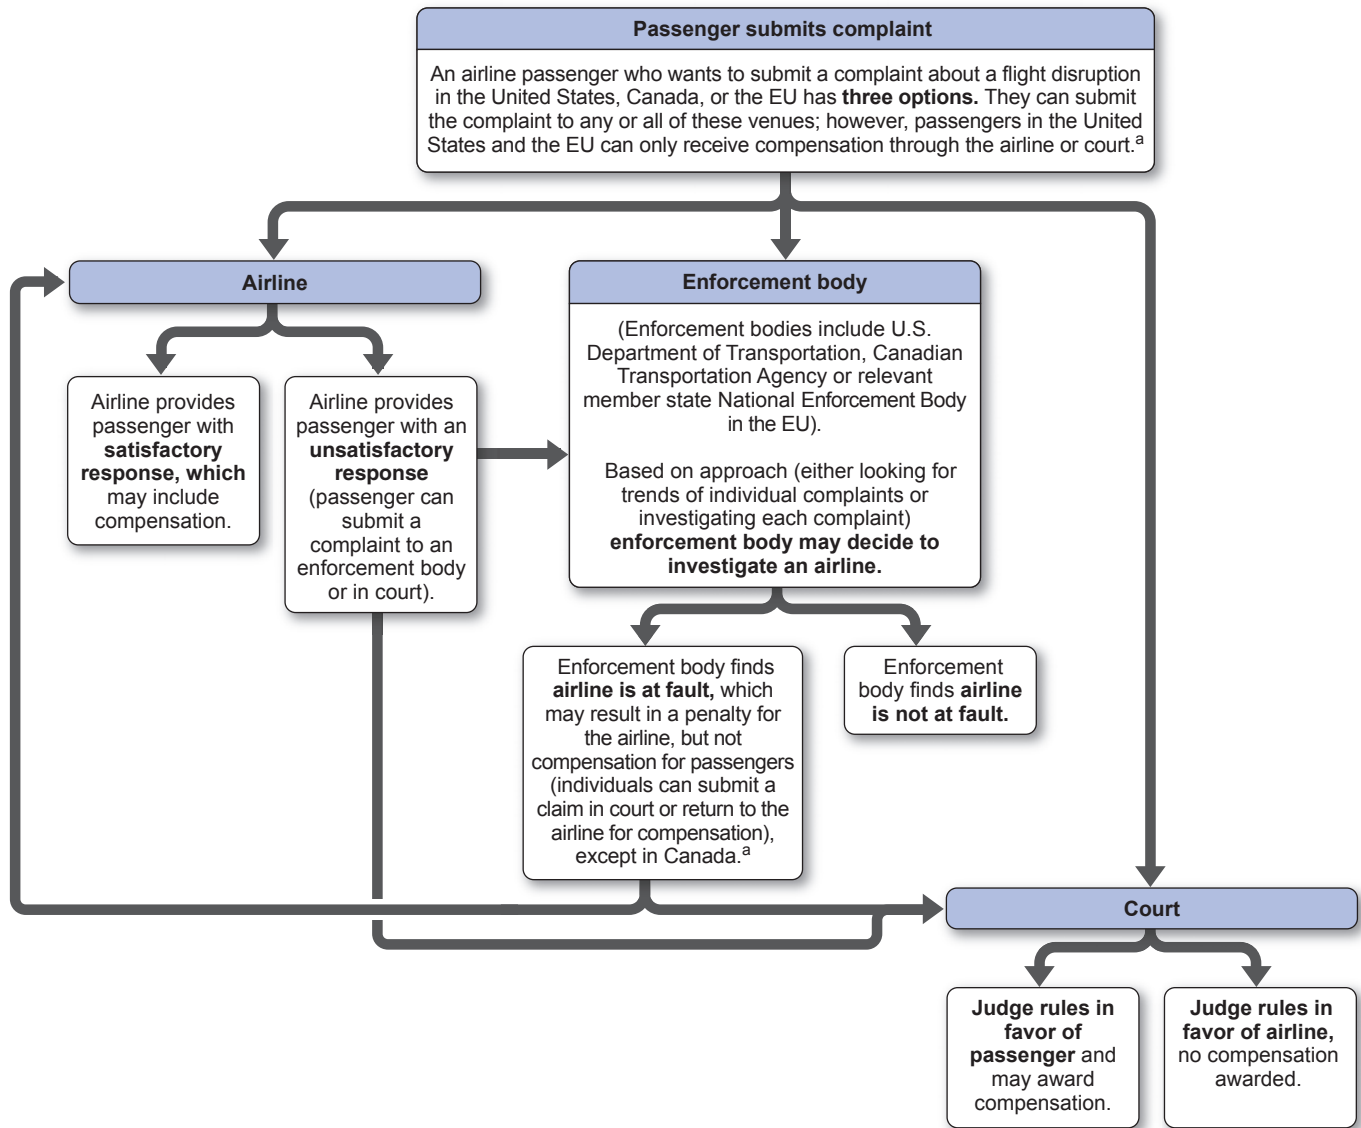 Passenger submits complaint
An airline passenger who wants to submit a complaint about a flight disruption
in the United States, Canada, or the EU has three options. They can submit
the complaint to any or all of these venues; however, passengers in the United
States and the EU can only receive compensation through the airline or court.a
Airline
Airline provides
passenger with
satisfactory
response, which
may include
compensation.
Airline provides
passenger with an
unsatisfactory
response
(passenger can
submit a
complaint to an
enforcement body
or in court).
Enforcement body
(Enforcement bodies include U.S.
Department of Transportation, Canadian
Transportation Agency or relevant
member state National Enforcement Body
in the EU).
Based on approach (either looking for
trends of individual complaints or
investigating each complaint)
enforcement body may decide to
investigate an airline.
Enforcement body finds
airline is at fault, which
may result in a penalty for
the airline, but not
compensation for passengers
(individuals can submit a
claim in court or return to the
airline for compensation),
except in Canada.a
Enforcement
body finds airline
is not at fault.
Court
Judge rules in
favor of
passenger and
may award
compensation.
Judge rules in
favor of airline,
no compensation
awarded.